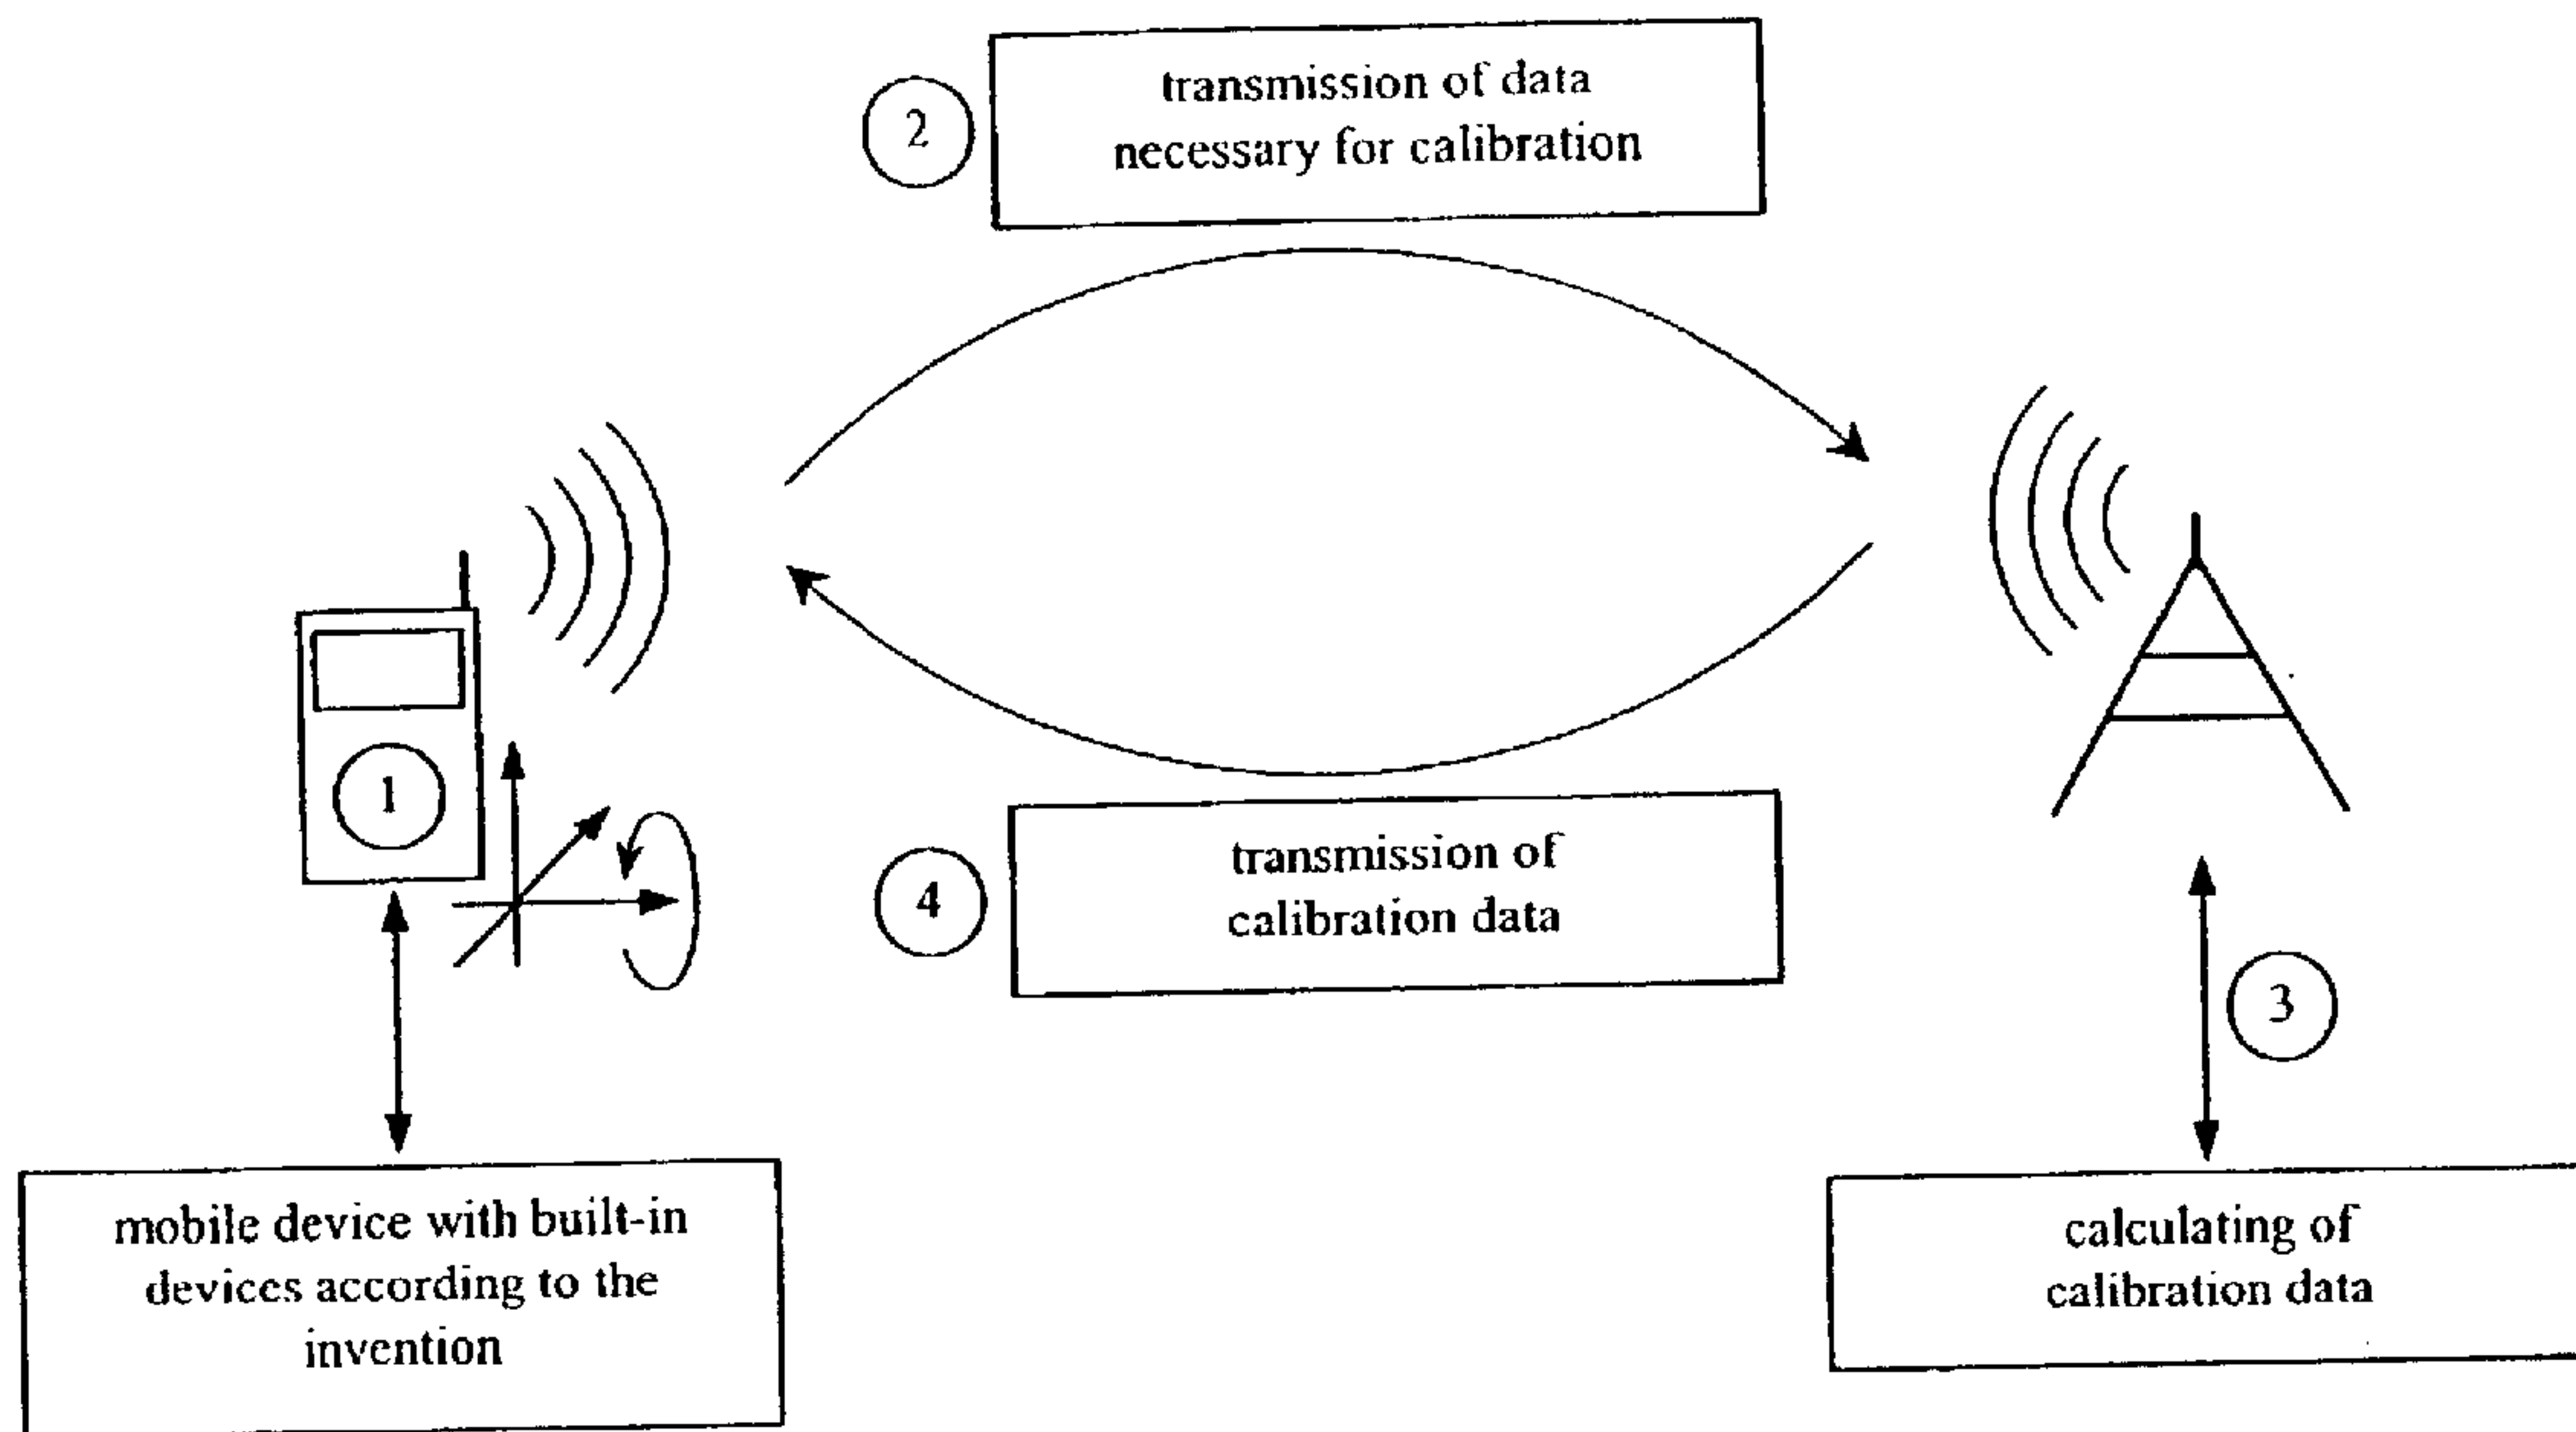 2
transmission of data
necessary for calibration
1
4
transmission of
calibration data
3
mobile device with built-in
devices according to the
invention
calculating of
calibration data